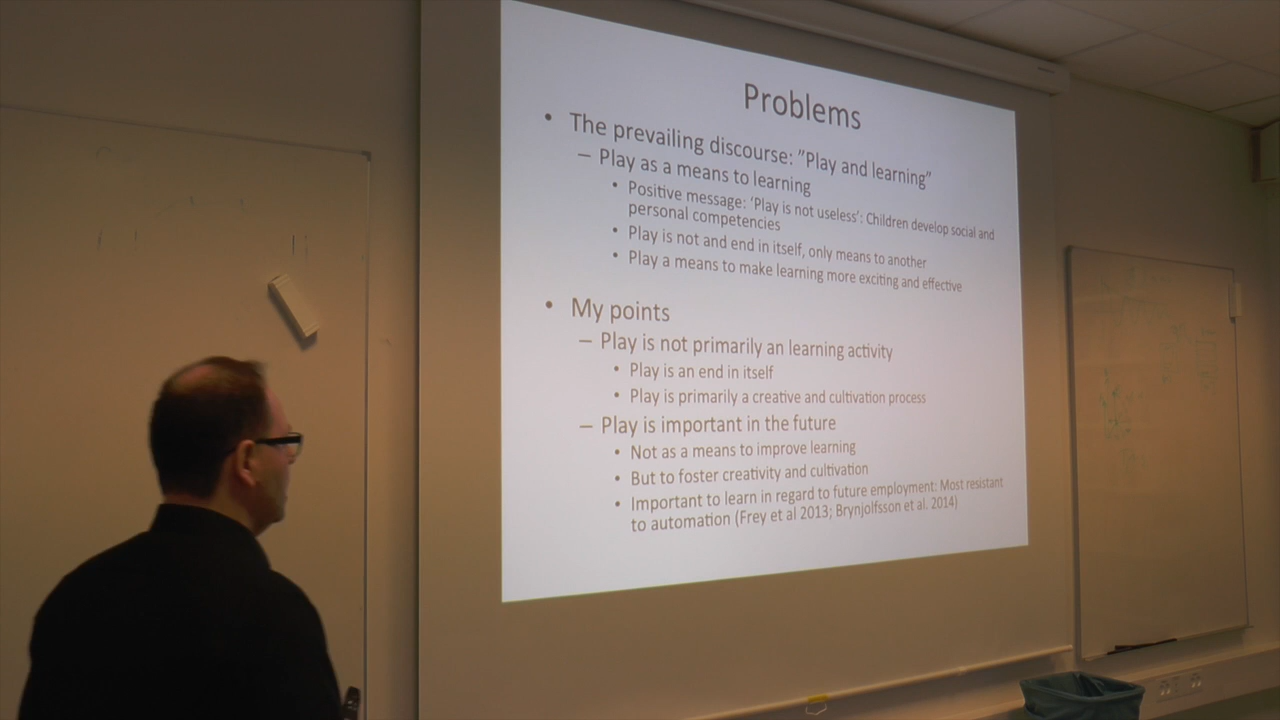 Problems
• The prevailing discourse: ”Play and learning”
– Play as a means to learning
• Positive message: ‘Play is not useless’: Children develop social and
personal competencies
• Play is not and end in itself, only means to another
• Play a means to make learning more exciting and effective
• My points
– Play is not primarily an learning activity
• Play is an end in itself
• Play is primarily a creative and cultivation process
– Play is important in the future
• Not as a means to improve learning
• But to foster creativity and cultivation
• Important to learn in regard to future employment: Most resistant
to automation (Frey et al 2013; Brynjolfsson et al. 2014)